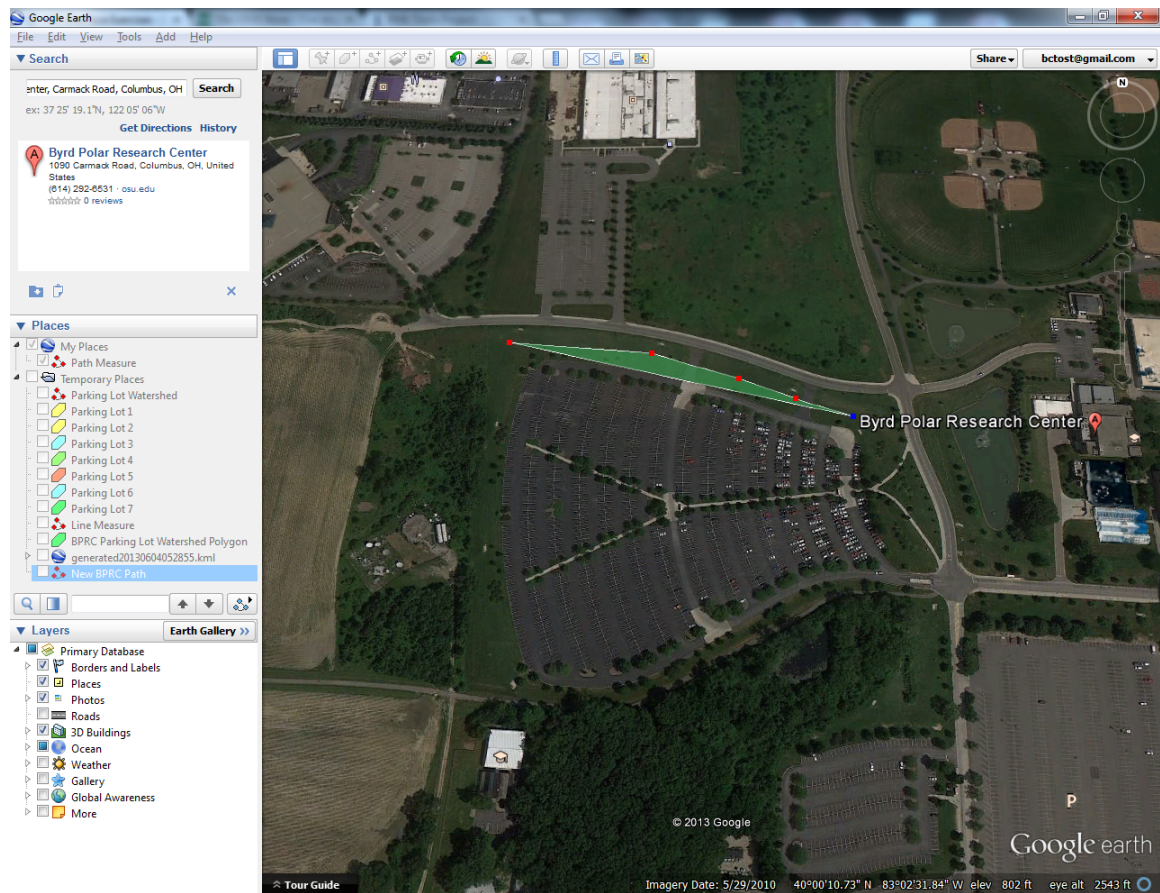 Google Earth
File Edit View Tools Add Help
Search
enter, Carmack Road, Columbus, OH Search
ex: 37 25' 19.1"N, 122 05' 06"W
Get Directions History
A
Byrd Polar Research Center
1090 Carmack Road, Columbus, OH, United
States
(614) 292-6531 · osu.edu
0 reviews
Places
My Places
Path Measure
Temporary Places
Parking Lot Watershed
Parking Lot 1
Parking Lot 2
Parking Lot 3
Parking Lot 4
Parking Lot 5
Parking Lot 6
Parking Lot 7
Line Measure
BPRC Parking Lot Watershed Polygon
generated20130604052855.kml
New BPRC Path
Layers
Earth Gallery >>
Primary Database
Borders and Labels
Places
Photos
Roads
3D Buildings
Ocean
Weather
Gallery
Global Awareness
More
Share
bctost@gmail.com
N
Byrd Polar Research Center
A
P
© 2013 Google
Google earth
Tour Guide
Imagery Date: 5/29/2010 40°00'10.73" N 83°02'31.84" W elev 802 ft eye alt 2543 ft